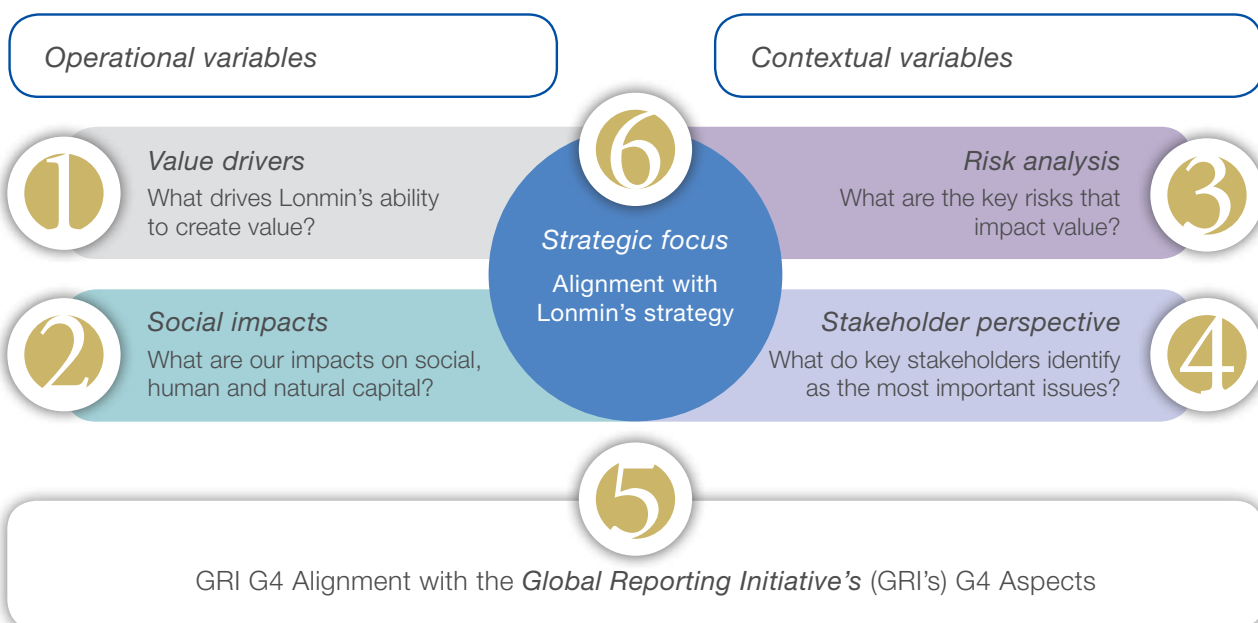 Operational variables
Contextual variables
1
Value drivers
What drives Lonmin’s ability
to create value?
2
Social impacts
What are our impacts on social,
human and natural capital?
6
Strategic focus
Alignment with
Lonmin’s strategy
3
Risk analysis
What are the key risks that
impact value?
4
Stakeholder perspective
What do key stakeholders identify
as the most important issues?
5
GRI G4 Alignment with the Global Reporting Initiative’s (GRI’s) G4 Aspects